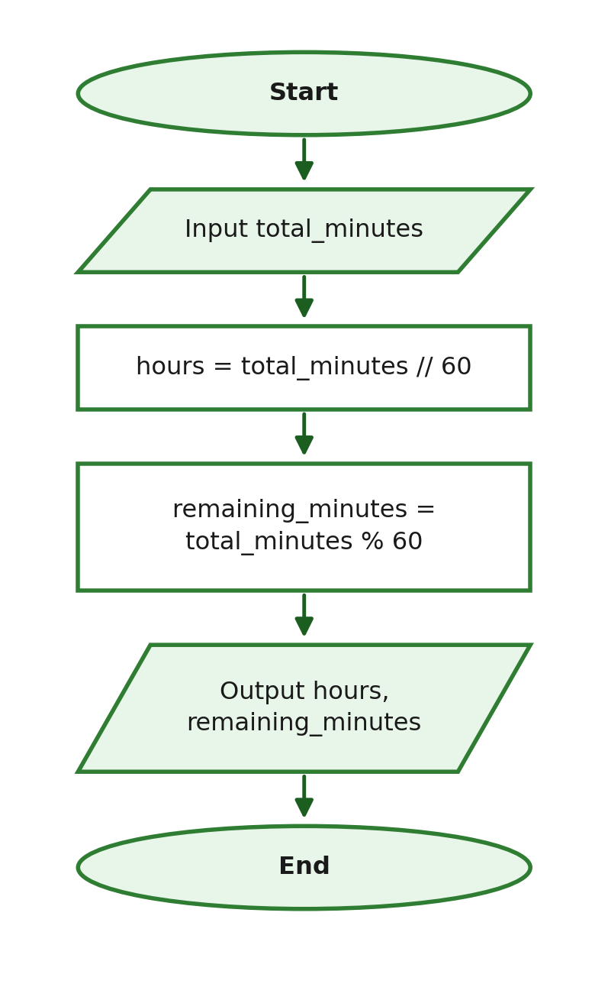 Start
Input total_minutes
hours = total_minutes // 60
remaining_minutes =
total_minutes % 60
Output hours,
remaining_minutes
End